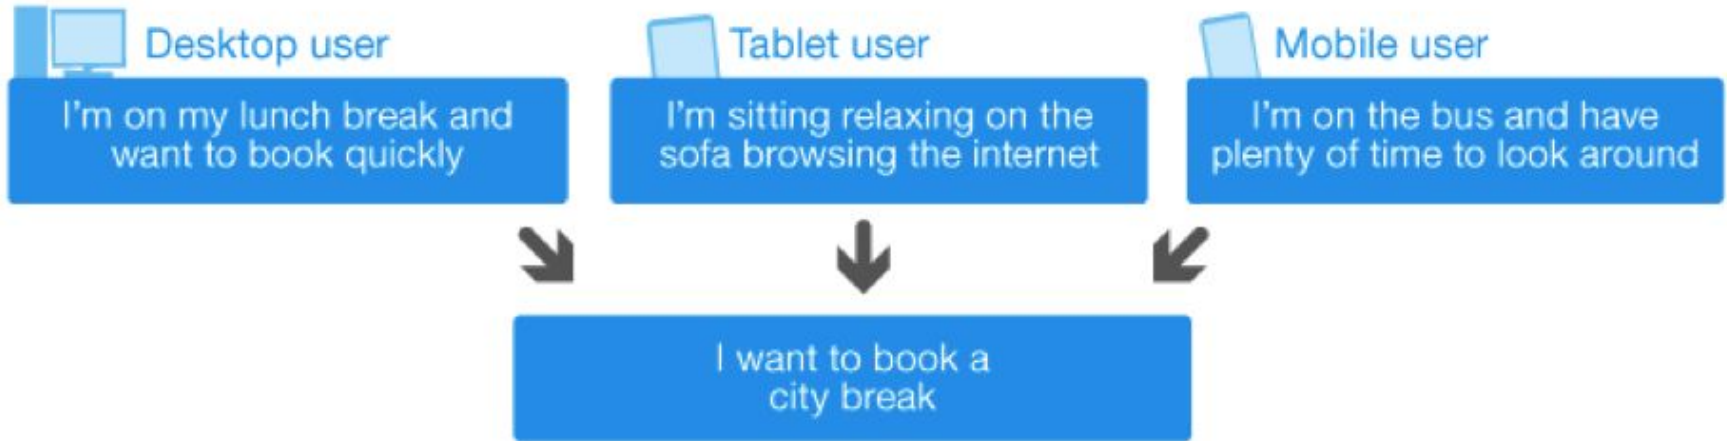 Desktop user
I'm on my lunch break and
want to book quickly
Tablet user
I'm sitting relaxing on the
sofa browsing the internet
Mobile user
I'm on the bus and have
plenty of time to look around
I want to book a
city break